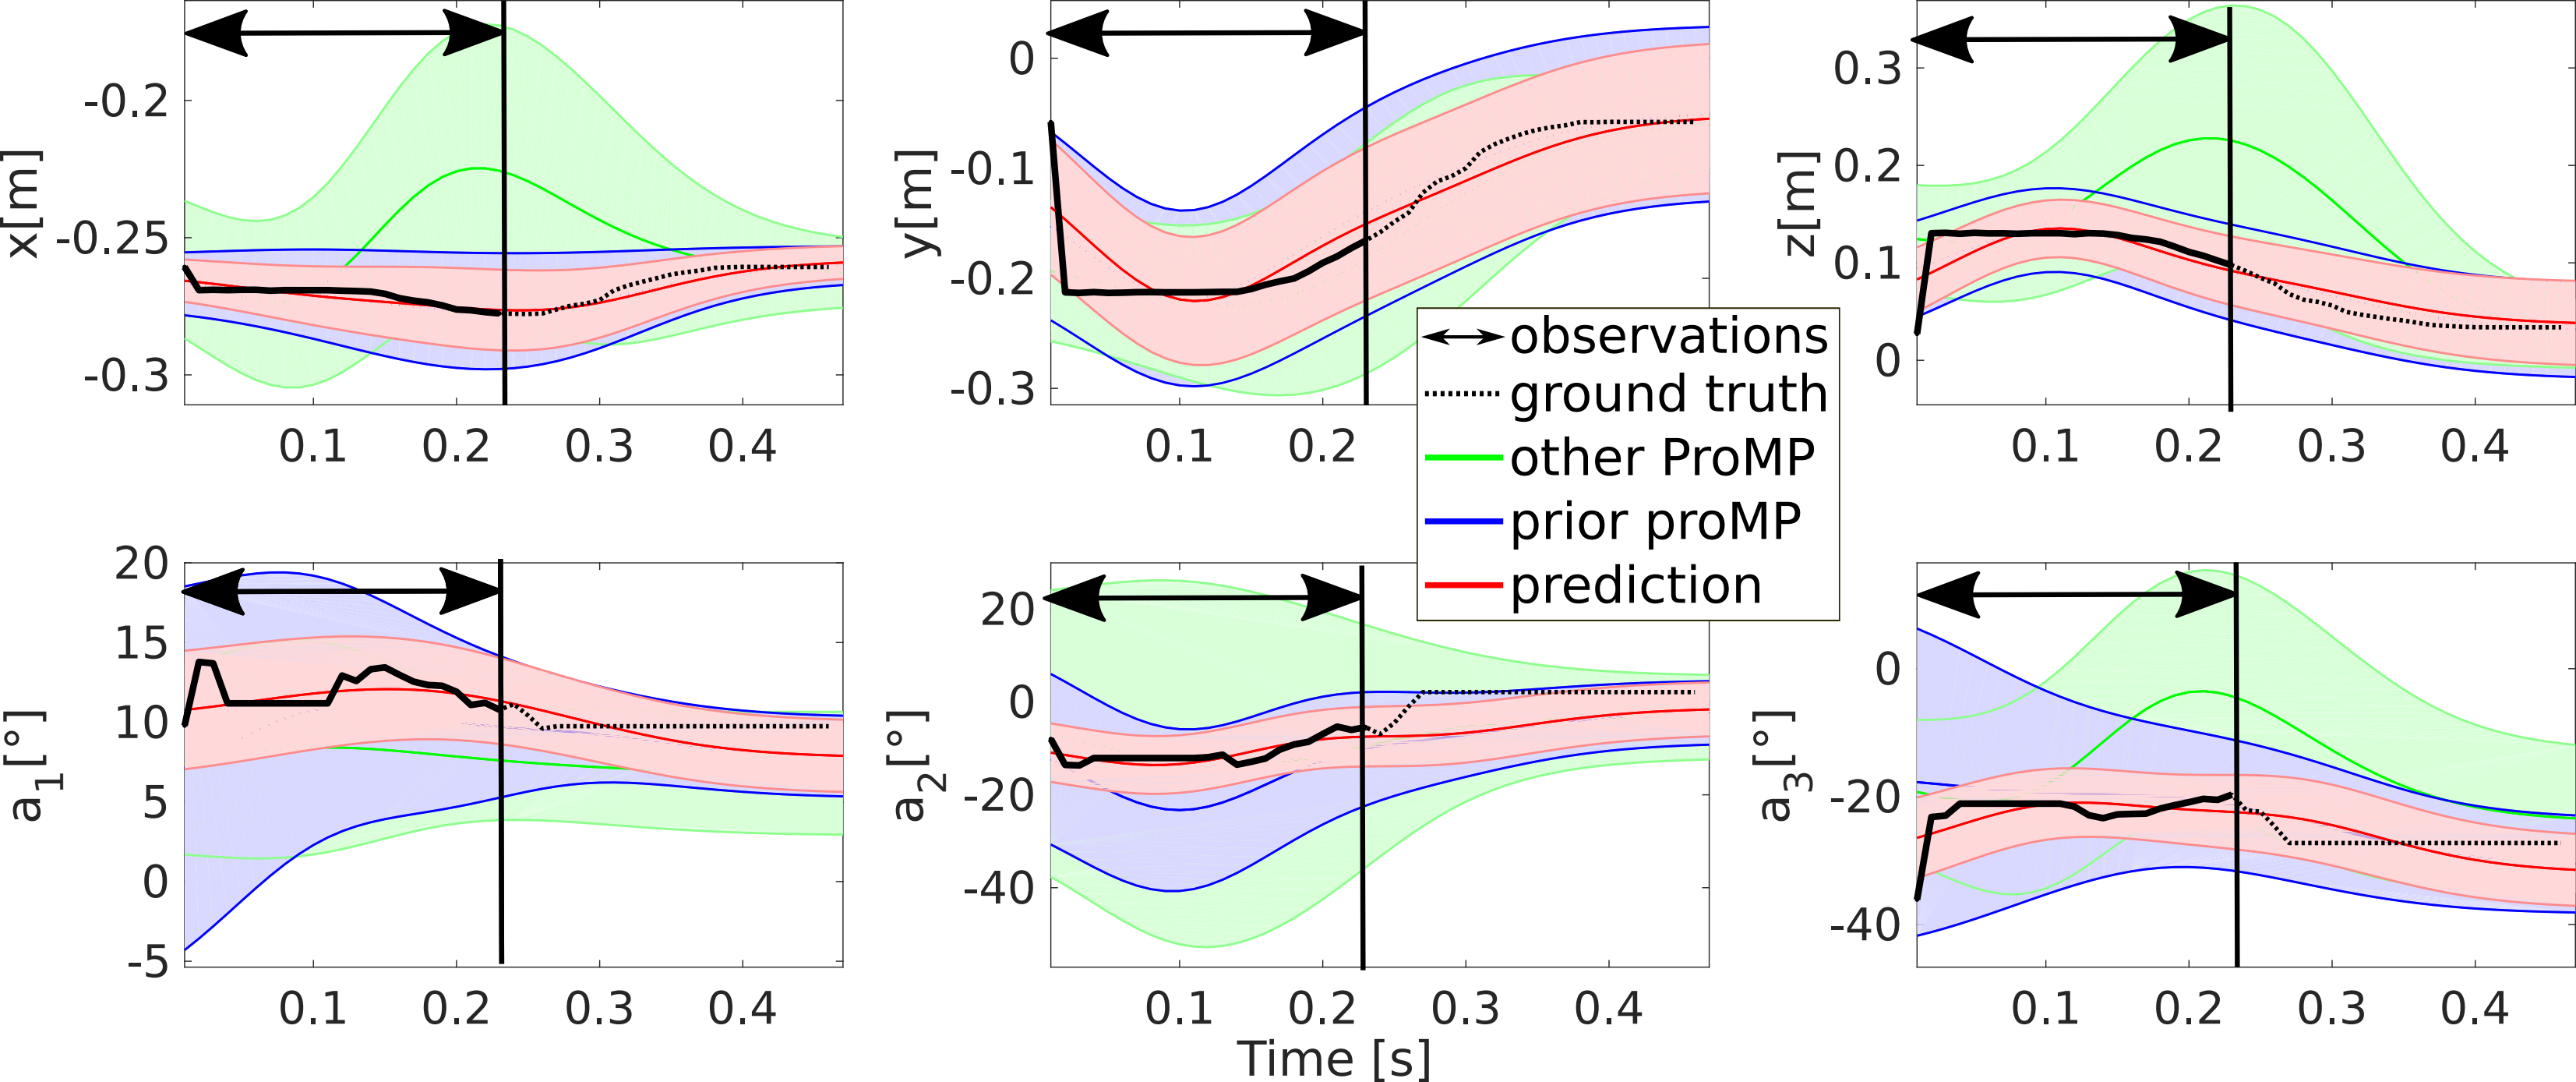 x[m]
-0.2
-0.25
-0.3
0.1 0.2 0.3 0.4
y[m]
0
-0.1
-0.2
-0.3
0.1 0.2
z[m]
0.3
0.2
0.1
0
0.1 0.2 0.3 0.4
observations
ground truth
other ProMP
prior proMP
prediction
a1[°]
20
15
10
5
0
-5
0.1 0.2 0.3 0.4
a2[°]
20
0
-20
-40
0.1 0.2 0.3 0.4
a3[°]
0
-20
-40
0.1 0.2 0.3 0.4
Time [s]